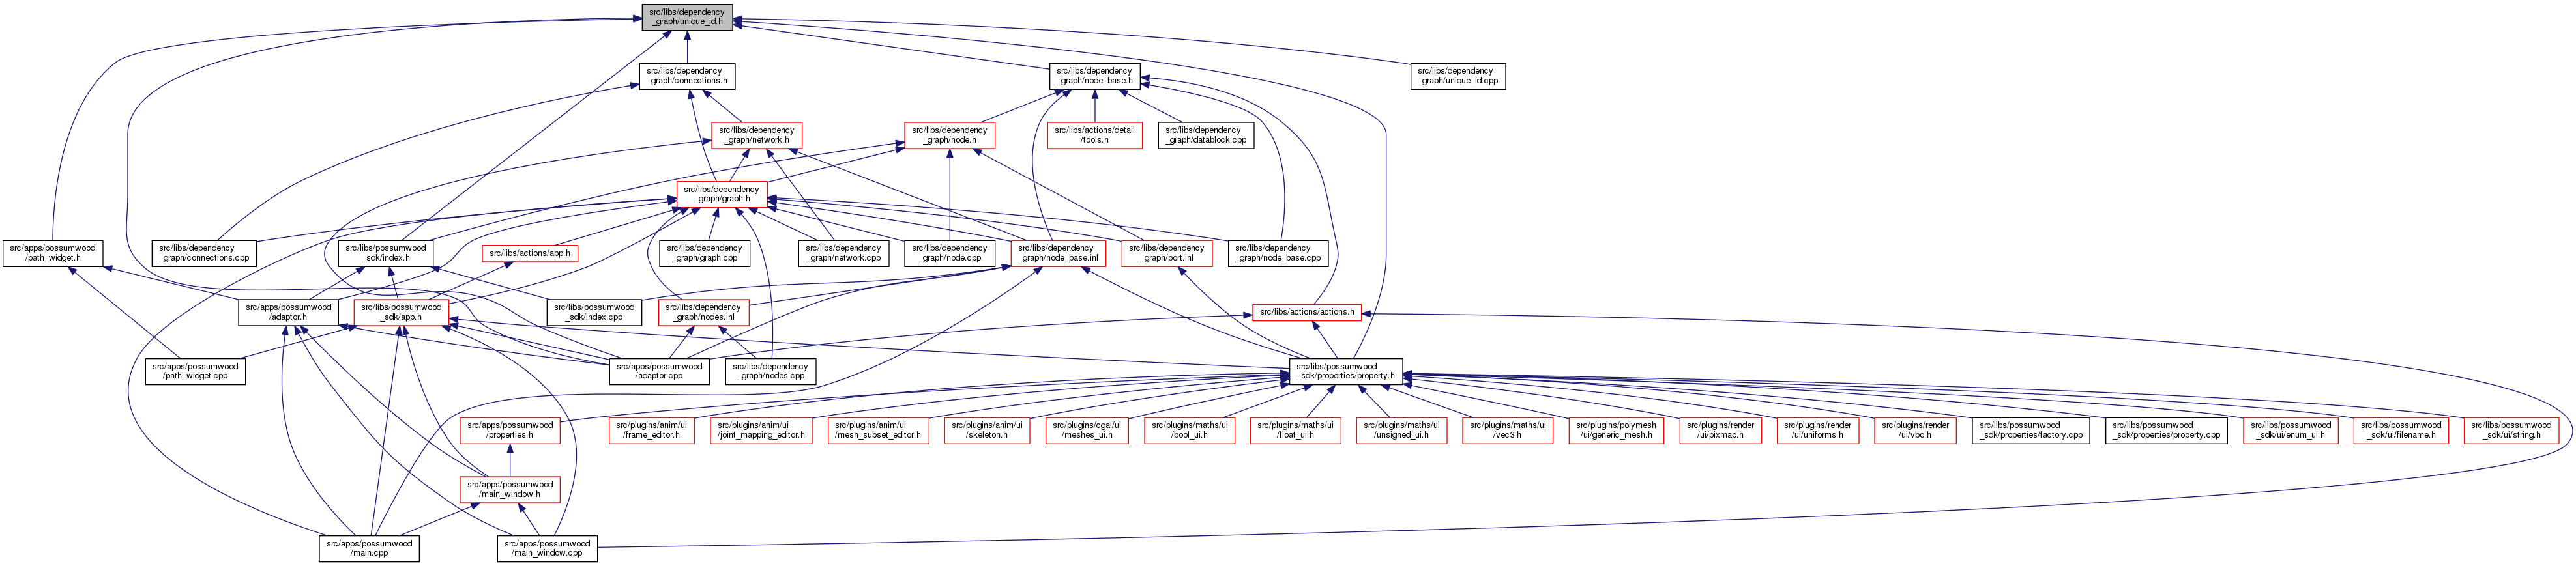 src/libs/dependency
_graph/unique_id.h
src/libs/dependency
_graph/connections.h
src/libs/dependency
_graph/node_base.h
src/libs/dependency
_graph/unique_id.cpp
src/libs/dependency
_graph/network.h
src/libs/dependency
_graph/node.h
src/libs/actions/detail
/tools.h
src/libs/dependency
_graph/datablock.cpp
src/libs/dependency
_graph/graph.h
src/apps/possumwood
/path_widget.h
src/libs/dependency
_graph/connections.cpp
src/libs/possumwood
_sdk/index.h
src/libs/actions/app.h
src/libs/dependency
_graph/graph.cpp
src/libs/dependency
_graph/network.cpp
src/libs/dependency
_graph/node.cpp
src/libs/dependency
_graph/node_base.inl
src/libs/dependency
_graph/port.inl
src/libs/dependency
_graph/node_base.cpp
src/apps/possumwood
/adaptor.h
src/libs/possumwood
_sdk/app.h
src/libs/possumwood
_sdk/index.cpp
src/libs/dependency
_graph/nodes.inl
src/libs/actions/actions.h
src/apps/possumwood
/path_widget.cpp
src/apps/possumwood
/adaptor.cpp
src/libs/dependency
_graph/nodes.cpp
src/libs/possumwood
_sdk/properties/property.h
src/apps/possumwood
/properties.h
src/plugins/anim/ui
/frame_editor.h
src/plugins/anim/ui
/joint_mapping_editor.h
src/plugins/anim/ui
/mesh_subset_editor.h
src/plugins/anim/ui
/skeleton.h
src/plugins/cgal/ui
/meshes_ui.h
src/plugins/maths/ui
/bool_ui.h
src/plugins/maths/ui
/float_ui.h
src/plugins/maths/ui
/unsigned_ui.h
src/plugins/maths/ui
/vec3.h
src/plugins/polymesh
/ui/generic_mesh.h
src/plugins/render
/ui/pixmap.h
src/plugins/render
/ui/uniforms.h
src/plugins/render
/ui/vbo.h
src/libs/possumwood
_sdk/properties/factory.cpp
src/libs/possumwood
_sdk/properties/property.cpp
src/libs/possumwood
_sdk/ui/enum_ui.h
src/libs/possumwood
_sdk/ui/filename.h
src/libs/possumwood
_sdk/ui/string.h
src/apps/possumwood
/main_window.h
src/apps/possumwood
/main.cpp
src/apps/possumwood
/main_window.cpp